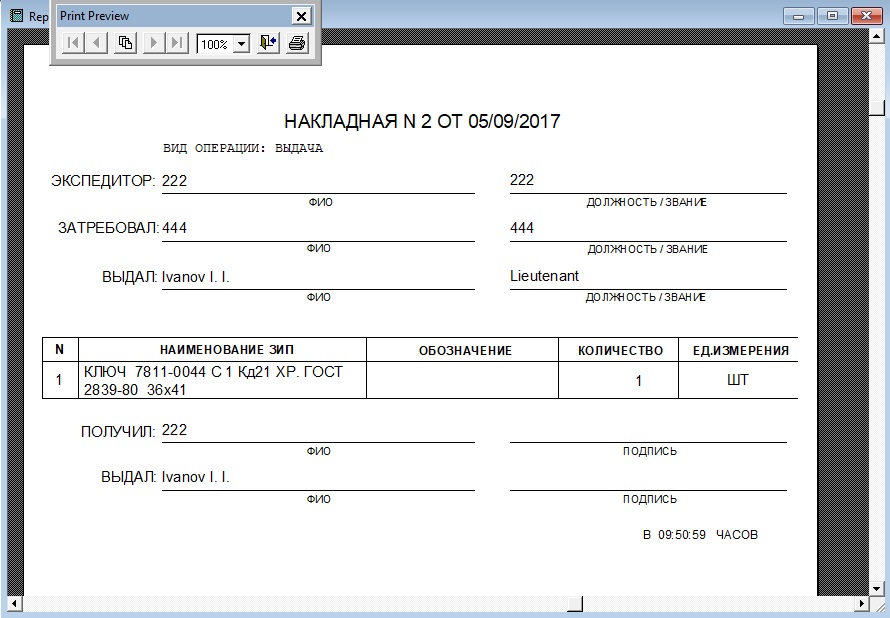 Rep
Print Preview
100%
НАКЛАДНАЯ N 2 ОТ 05/09/2017
ВИД ОПЕРАЦИИ: ВЫДАЧА
ЭКСПЕДИТОР: 222 222
ФИО ДОЛЖНОСТЬ / ЗВАНИЕ
ЗАТРЕБОВАЛ: 444 444
ФИО ДОЛЖНОСТЬ / ЗВАНИЕ
ВЫДАЛ: Ivanov I. I. Lieutenant
ФИО ДОЛЖНОСТЬ / ЗВАНИЕ
N НАИМЕНОВАНИЕ ЗИП ОБОЗНАЧЕНИЕ КОЛИЧЕСТВО ЕД.ИЗМЕРЕНИЯ
1 КЛЮЧ 7811-0044 С 1 Кд21 ХР. ГОСТ 1 ШТ
2839-80 36х41
ПОЛУЧИЛ: 222
ФИО ПОДПИСЬ
ВЫДАЛ: Ivanov I. I.
ФИО ПОДПИСЬ
В 09:50:59 ЧАСОВ